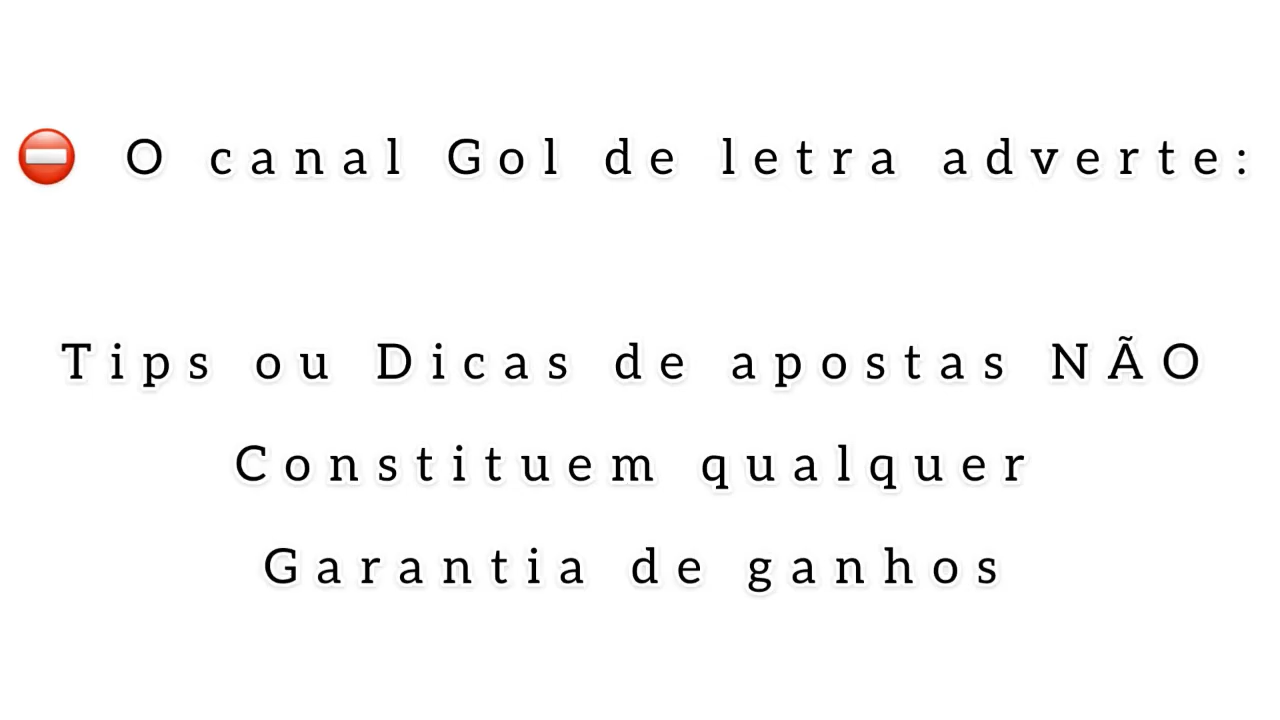 ⛔ O canal Gol de letra adverte:
Tips ou Dicas de apostas NÃO
Constituem qualquer
Garantia de ganhos